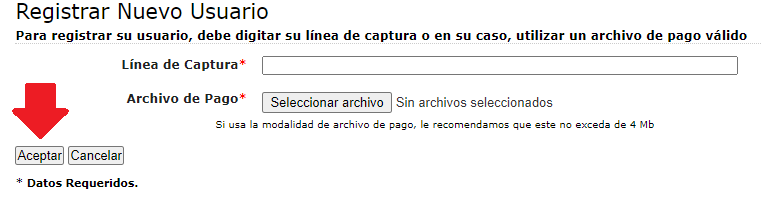 Registrar Nuevo Usuario
Para registrar su usuario, debe digitar su línea de captura o en su caso, utilizar un archivo de pago válido
Línea de Captura*
Archivo de Pago* Seleccionar archivo Sin archivos seleccionados
Si usa la modalidad de archivo de pago, le recomendamos que este no exceda de 4 Mb
Aceptar Cancelar
* Datos Requeridos.